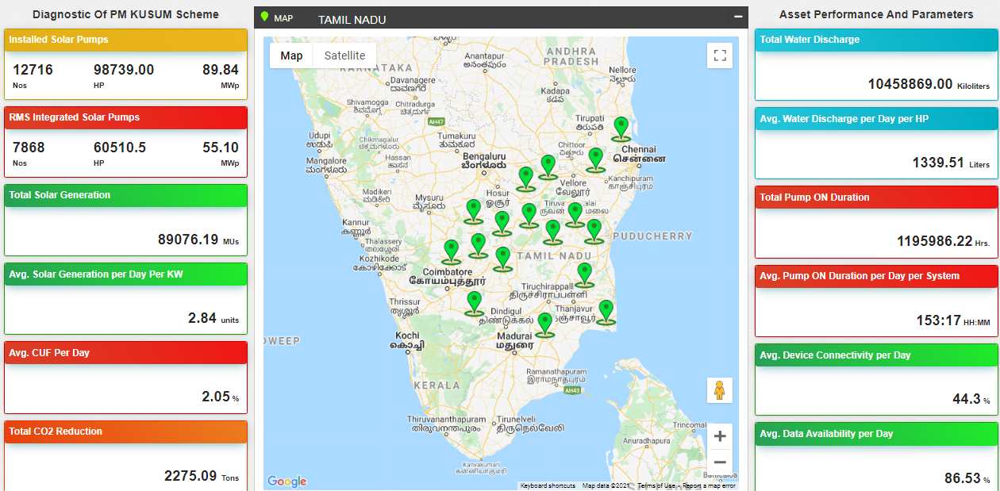 Diagnostic Of PM KUSUM Scheme
Installed Solar Pumps
12716 98739.00 89.84
Nos HP MWp
RMS Integrated Solar Pumps
7868 60510.5 55.10
Nos HP MWp
Total Solar Generation
89076.19 MUs
Avg. Solar Generation per Day Per KW
2.84 units
Avg. CUF Per Day
2.05 %
Total CO2 Reduction
2275.09 Tons
MAP TAMIL NADU
Map Satellite
KARNATAKA
Anantapur
అనంతపురం
ANDHRA
PRADESH
Nellore
నెల్లూరు
Davanagere
ದಾವಣಗೆರೆ
Kadapa
కడప
Shivamogga
ಶಿವಮೊಗ್ಗ
Chitradurga
ಚಿತ್ರದುರ್ಗ
AH47
Tirupati
తిరుపతి
Udupi
ಉಡುಪಿ
Chikmagalur
ಚಿಕ್ಕಮಗಳೂರು
Tumakuru
ತುಮಕೂರು
Chittoor
చిత్తూరు
Chennai
சென்னை
Mangalore
ಮಂಗಳೂರು
Hassan
ಹಾಸನ
Bengaluru
ಬೆಂಗಳೂರು
Kanchipuram
காஞ்சிபுரம்
Vellore
வேலூர்
Madikeri
ಮಡಿಕೇರಿ
Mysuru
ಮೈಸೂರು
Hosur
ஓசூர்
Kannur
കണ്ണൂർ
Thalassery
തലശ്ശേരി
PUDUCHERRY
Kozhikode
കോഴിക്കോട്
TAMIL NADU
Coimbatore
கோயம்புத்தூர்
Tiruchirappalli
திருச்சிராப்பள்ளி
Thrissur
തൃശ്ശൂർ
Dindigul
திண்டுக்கல்
Thanjavur
Kochi
കൊച്ചി
Madurai
மதுரை
DWEEP
Ramanathapuram
இராமநாதபுரம்
KERALA
AH43
Thiruvananthapuram
തിരുവനന്തപുരം
Tirunelveli
திருநெல்வேலி
Trincomal
Anuradhapura
Kanyakumari
கன்னியாகுமரி
Batticaloa
Google
Keyboard shortcuts Map data ©2021 Terms of Use Report a map error
Asset Performance And Parameters
Total Water Discharge
10458869.00 Kiloliters
Avg. Water Discharge per Day per HP
1339.51 Liters
Total Pump ON Duration
1195986.22 Hrs.
Avg. Pump ON Duration per Day per System
153:17 HH:MM
Avg. Device Connectivity per Day
44.3 %
Avg. Data Availability per Day
86.53 %